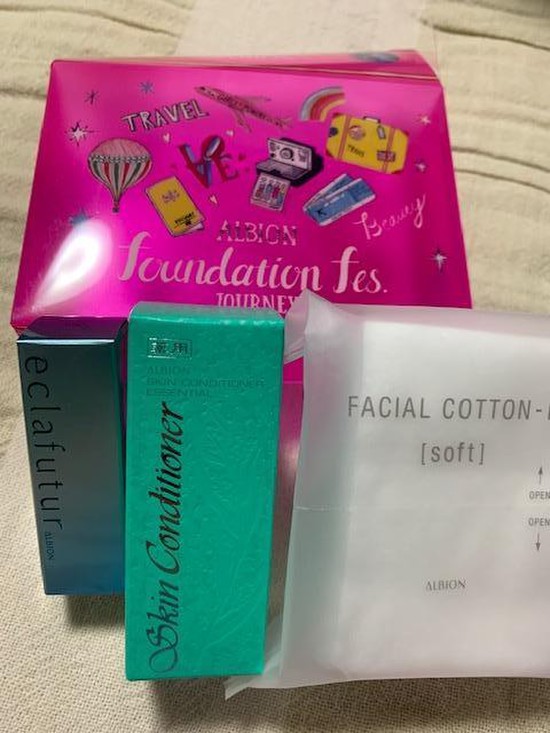 TRAVEL
LOVE
Beauty
ALBION
Foundation fes.
JOURNEY
eclafutur
ALBION
薬用
ALBION
SKIN CONDITIONER
ESSENTIAL
Skin Conditioner
FACIAL COTTON-
[soft]
OPEN
OPEN
ALBION